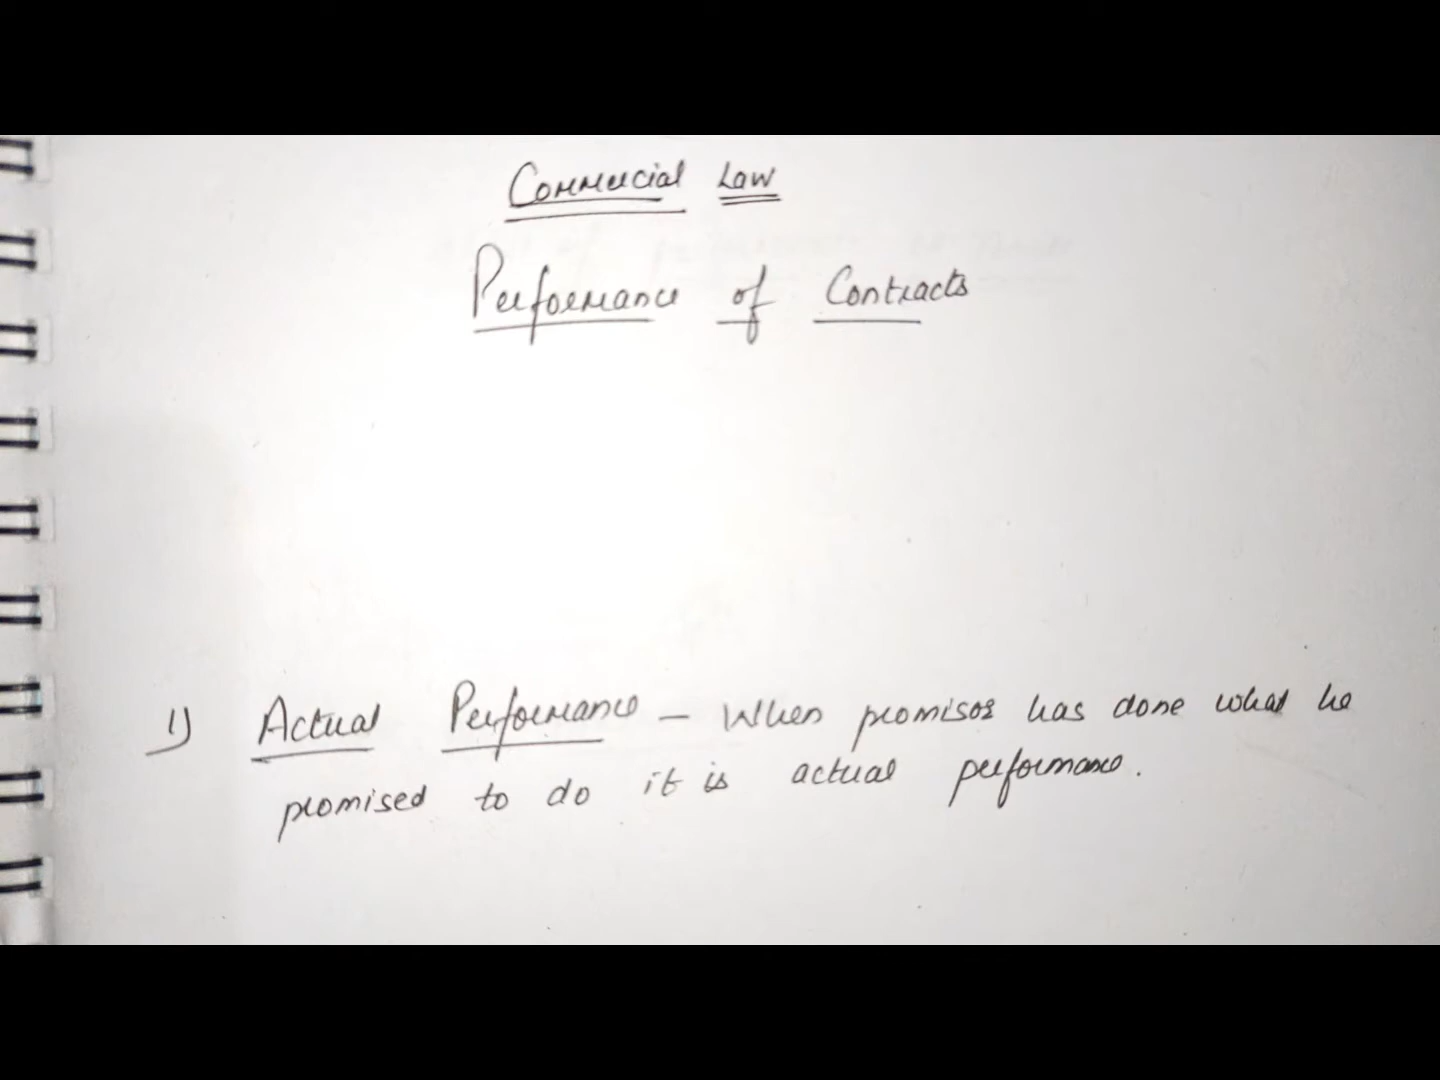 Commercial Law
Performance of Contracts
1) Actual Performance – When promisor has done what he
promised to do it is actual performance.